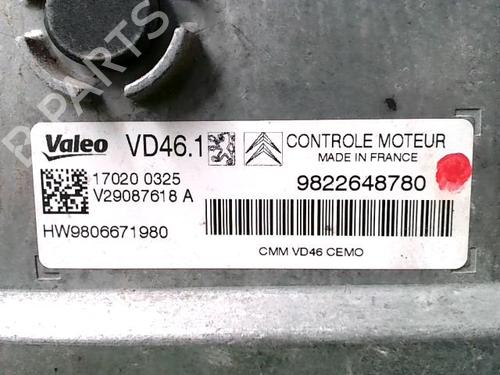 Valeo VD46.1 CONTROLE MOTEUR
MADE IN FRANCE
17020 0325
V29087618 A
9822648780
HW9806671980
CMM VD46 CEMO
B-PARTS